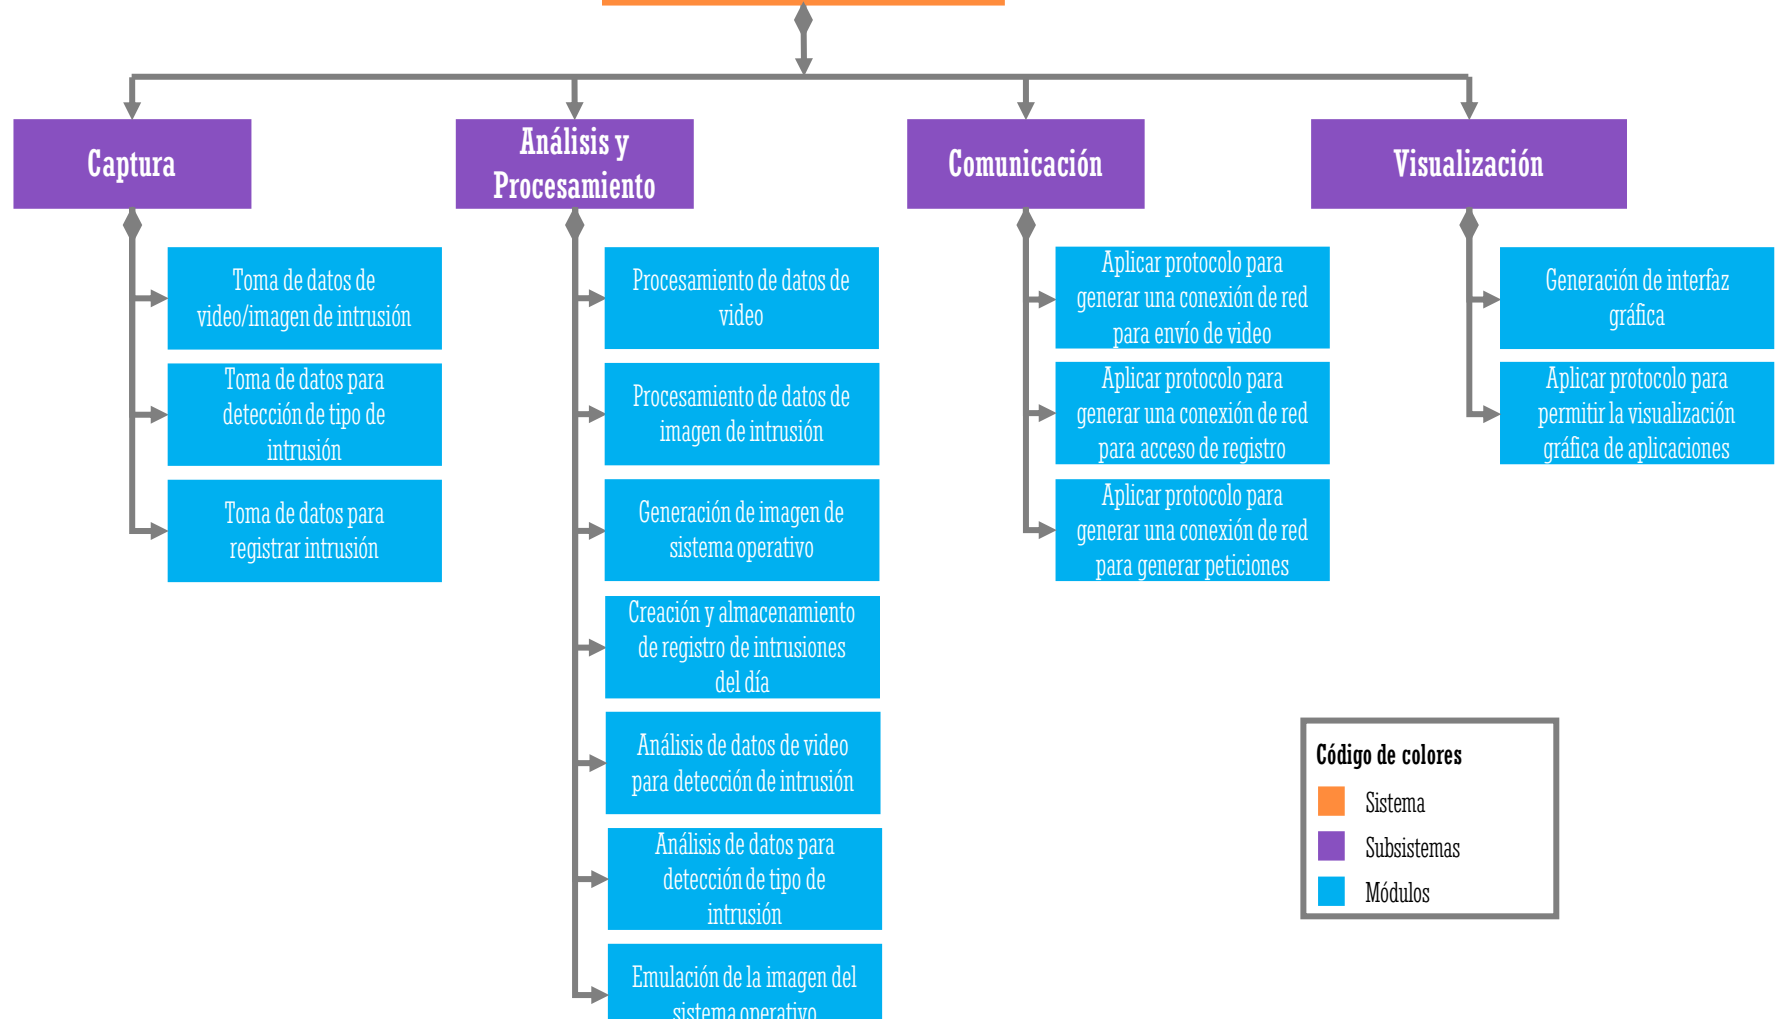 Captura
Análisis y
Procesamiento
Comunicación
Visualización
Toma de datos de
video/imagen de intrusión
Toma de datos para
detección de tipo de
intrusión
Toma de datos para
registrar intrusión
Procesamiento de datos de
video
Procesamiento de datos de
imagen de intrusión
Generación de imagen de
sistema operativo
Creación y almacenamiento
de registro de intrusiones
del día
Análisis de datos de video
para detección de intrusión
Análisis de datos para
detección de tipo de
intrusión
Emulación de la imagen del
sistema operativo
Aplicar protocolo para
generar una conexión de red
para envío de video
Aplicar protocolo para
generar una conexión de red
para acceso de registro
Aplicar protocolo para
generar una conexión de red
para generar peticiones
Generación de interfaz
gráfica
Aplicar protocolo para
permitir la visualización
gráfica de aplicaciones
Código de colores
Sistema
Subsistemas
Módulos